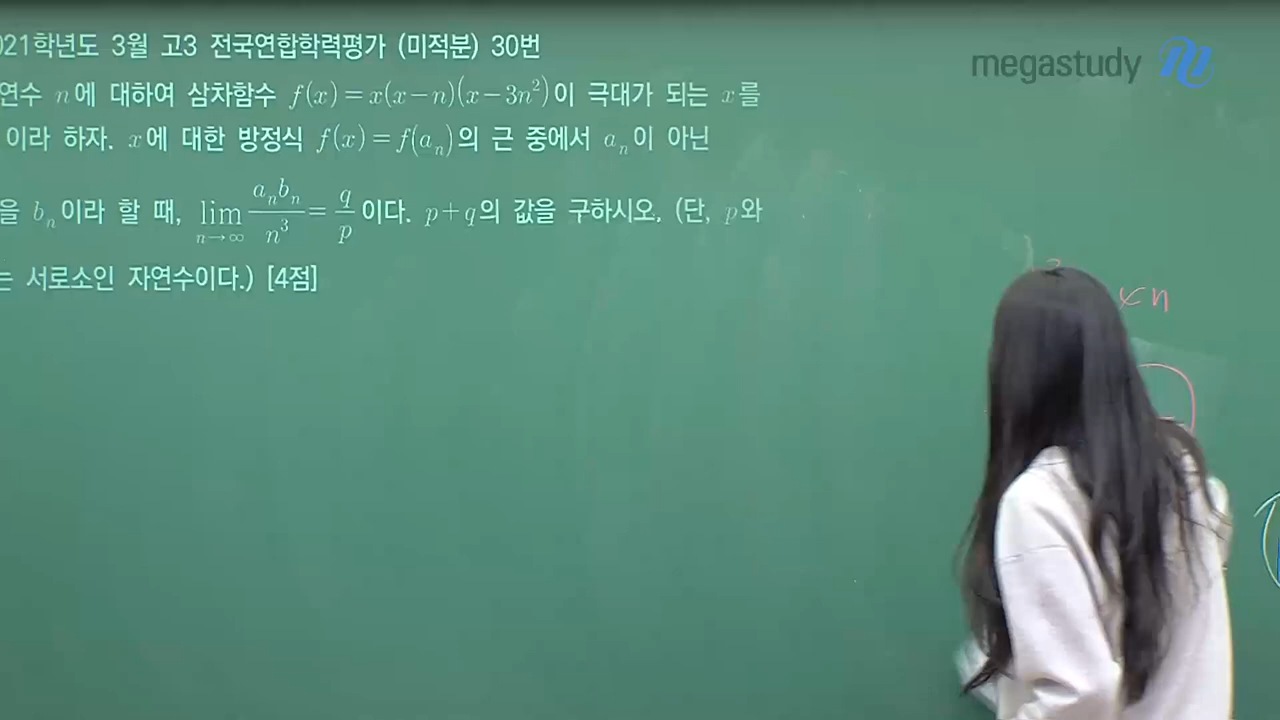 021학년도 3월 고3 전국연합학력평가 (미적분) 30번
megastudy
연수 n에 대하여 삼차함수 f(x)=x(x-n)(x-3n²)이 극대가 되는 x를
이라 하자. x에 대한 방정식 f(x)=f(aₙ)의 근 중에서 aₙ이 아닌
을 bₙ이라 할 때, lim_{n→∞} aₙbₙ/n³ = q/p 이다. p+q의 값을 구하시오. (단, p와
는 서로소인 자연수이다.) [4점]
n